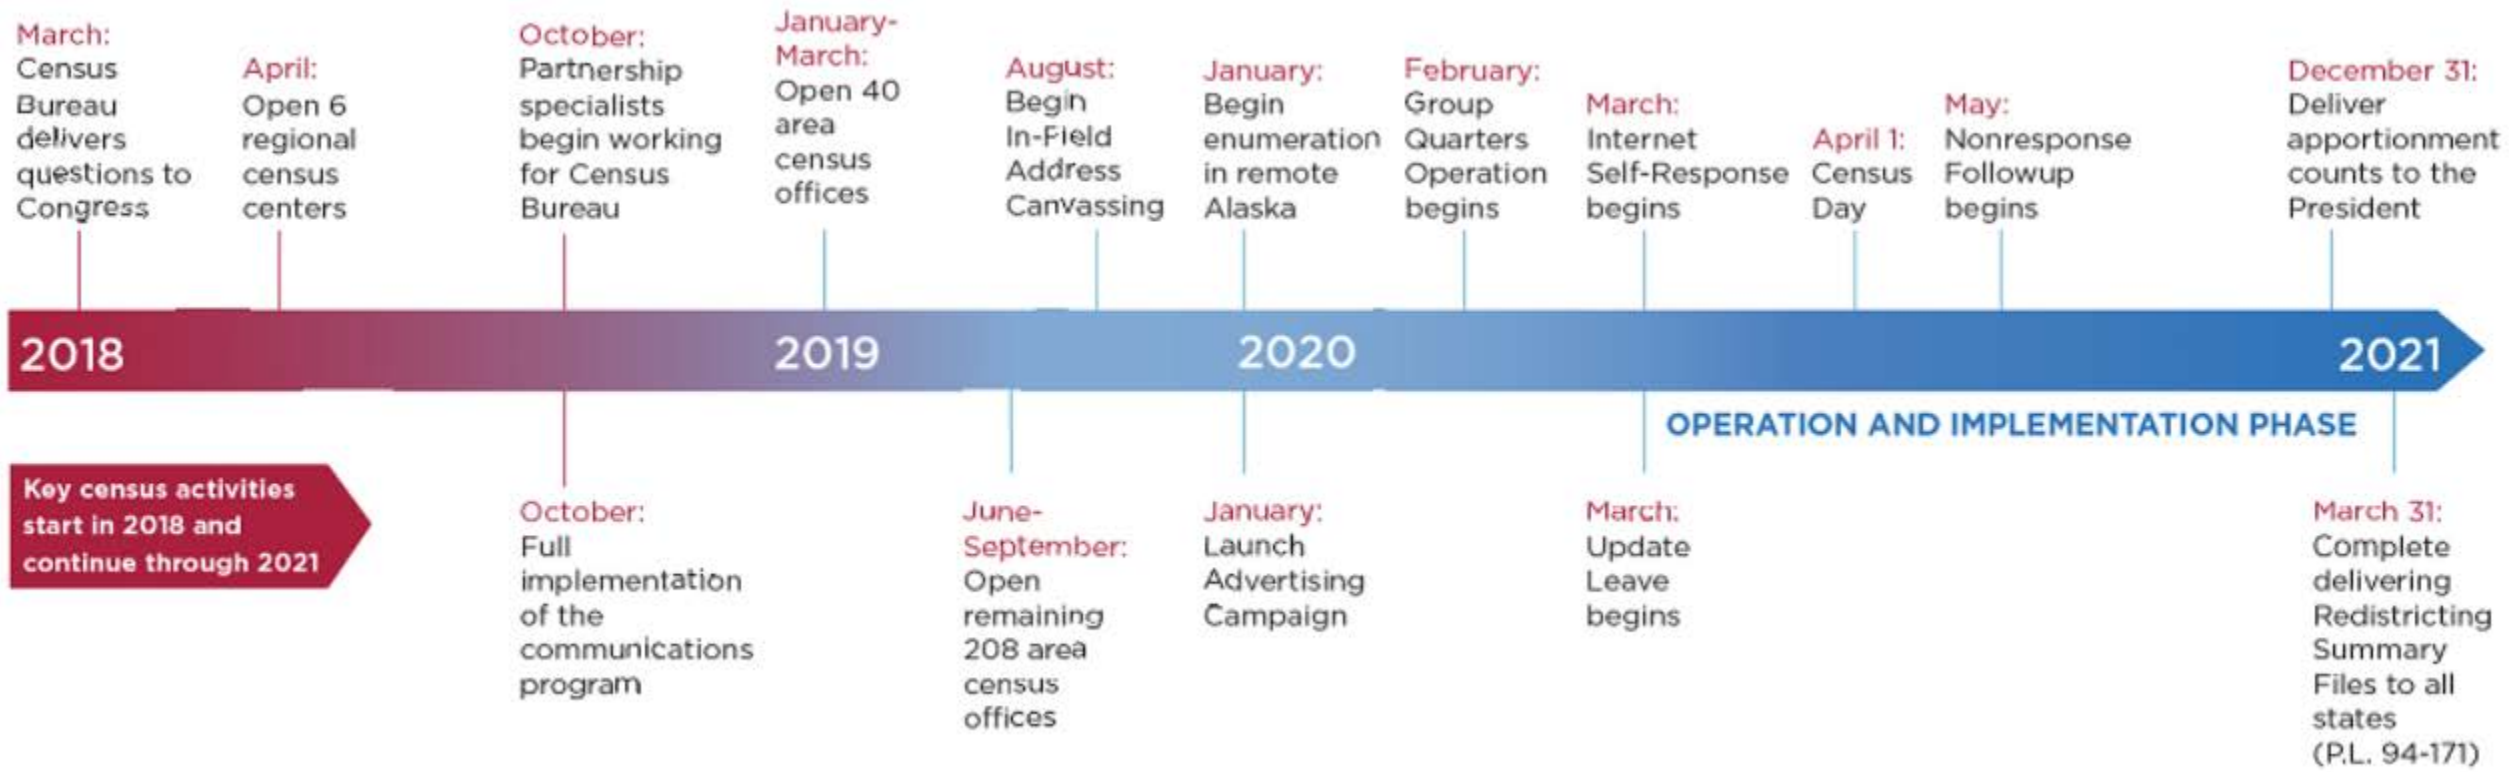 March:
Census
Bureau
delivers
questions to
Congress
April:
Open 6
regional
census
centers
October:
Partnership
specialists
begin working
for Census
Bureau
January-
March:
Open 40
area
census
offices
August:
Begin
In-Field
Address
Canvassing
January:
Begin
enumeration
in remote
Alaska
February:
Group
Quarters
Operation
begins
March:
Internet
Self-Response
begins
April 1:
Census
Day
May:
Nonresponse
Followup
begins
December 31:
Deliver
apportionment
counts to the
President
2018
2019
2020
2021
OPERATION AND IMPLEMENTATION PHASE
Key census activities
start in 2018 and
continue through 2021
October:
Full
implementation
of the
communications
program
June-
September:
Open
remaining
208 area
census
offices
January:
Launch
Advertising
Campaign
March:
Update
Leave
begins
March 31:
Complete
delivering
Redistricting
Summary
Files to all
states
(P.L. 94-171)